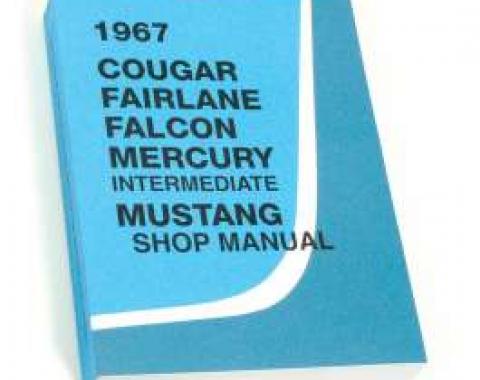 1967
COUGAR
FAIRLANE
FALCON
MERCURY
INTERMEDIATE
MUSTANG
SHOP MANUAL